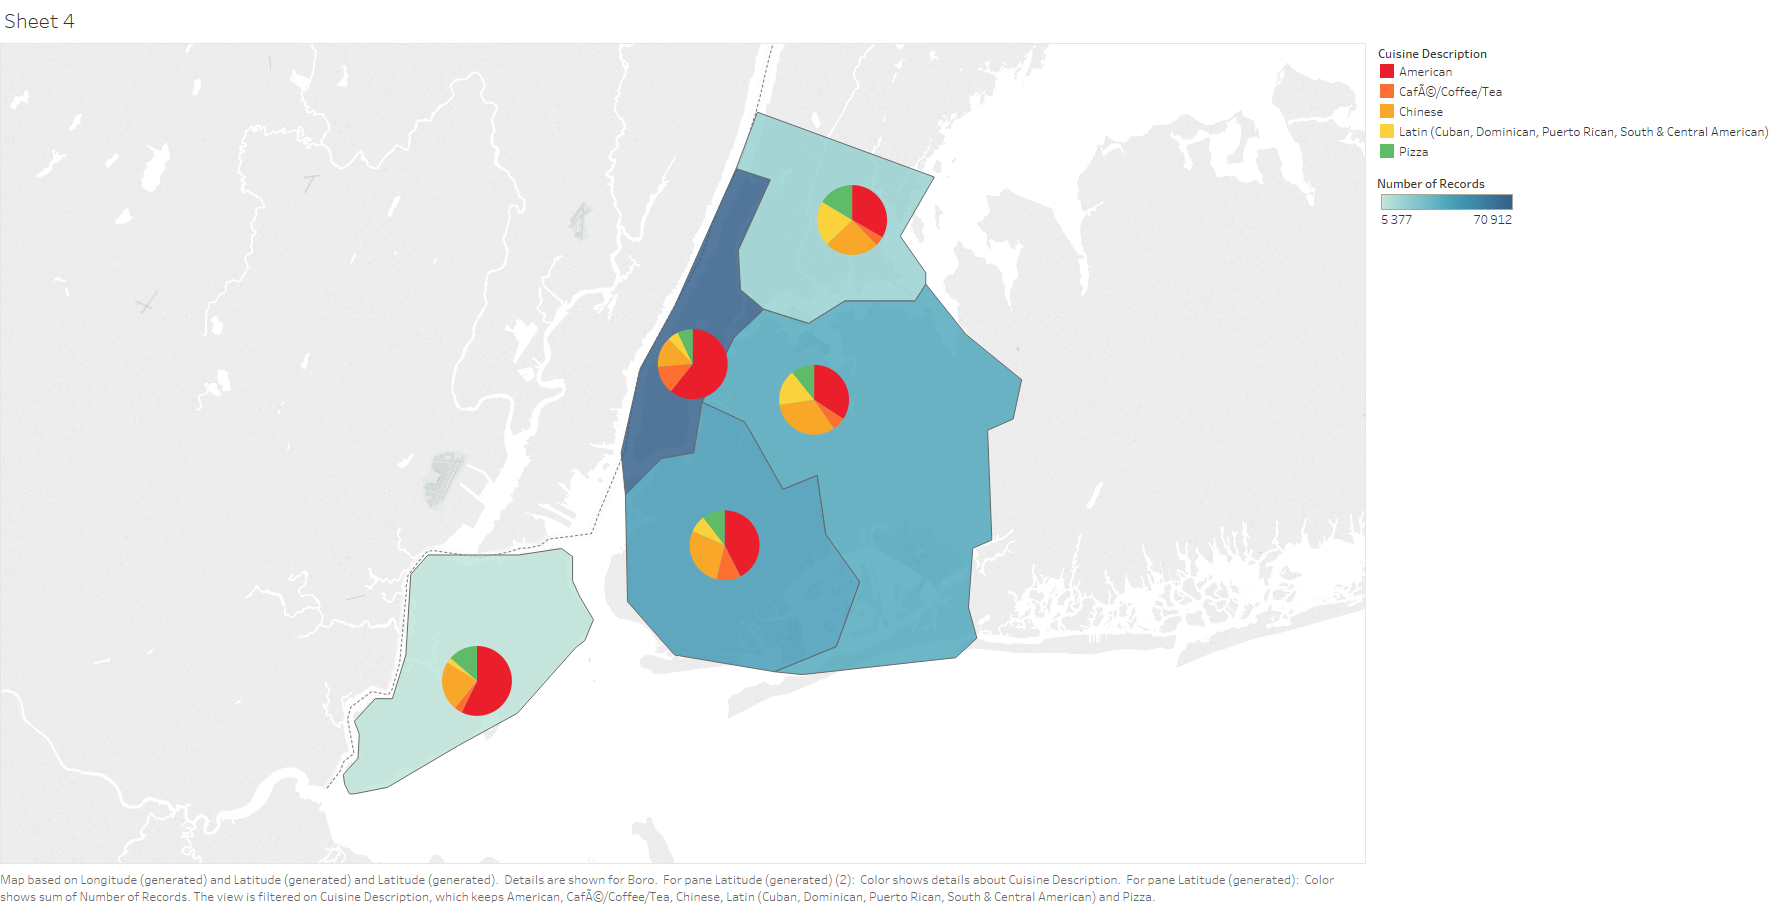 Sheet 4
Cuisine Description
American
CafÃ©/Coffee/Tea
Chinese
Latin (Cuban, Dominican, Puerto Rican, South & Central American)
Pizza
Number of Records
5 377 70 912
Map based on Longitude (generated) and Latitude (generated) and Latitude (generated).  Details are shown for Boro.  For pane Latitude (generated) (2):  Color shows details about Cuisine Description.  For pane Latitude (generated):  Color
shows sum of Number of Records. The view is filtered on Cuisine Description, which keeps American, CafÃ©/Coffee/Tea, Chinese, Latin (Cuban, Dominican, Puerto Rican, South & Central American) and Pizza.